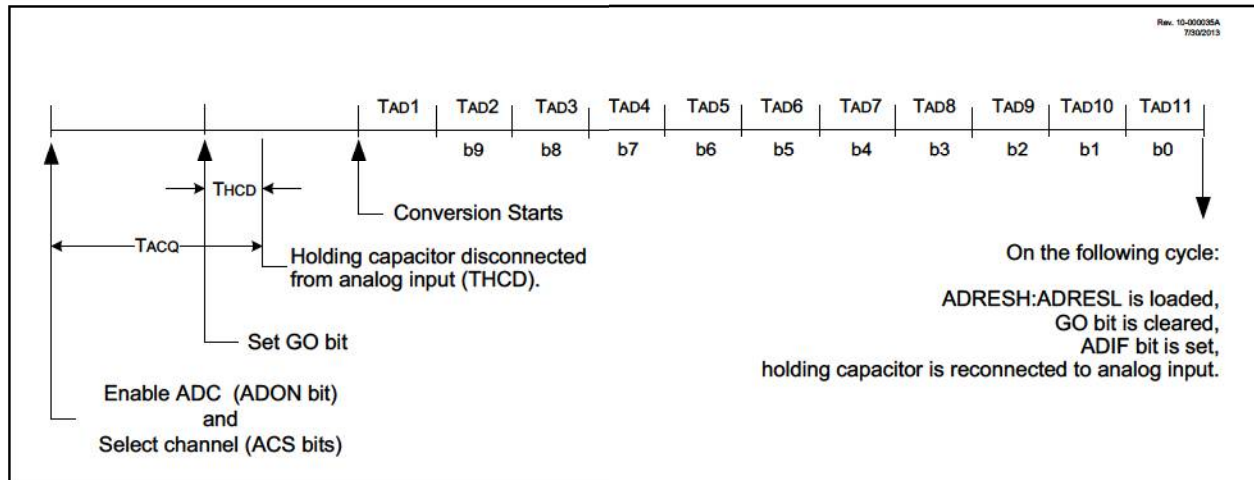 Rev. 10-000035A
7/30/2013
TAD1 TAD2 TAD3 TAD4 TAD5 TAD6 TAD7 TAD8 TAD9 TAD10 TAD11
b9 b8 b7 b6 b5 b4 b3 b2 b1 b0
THCD
Conversion Starts
TACQ
Holding capacitor disconnected
from analog input (THCD).
Set GO bit
Enable ADC (ADON bit)
and
Select channel (ACS bits)
On the following cycle:
ADRESH:ADRESL is loaded,
GO bit is cleared,
ADIF bit is set,
holding capacitor is reconnected to analog input.